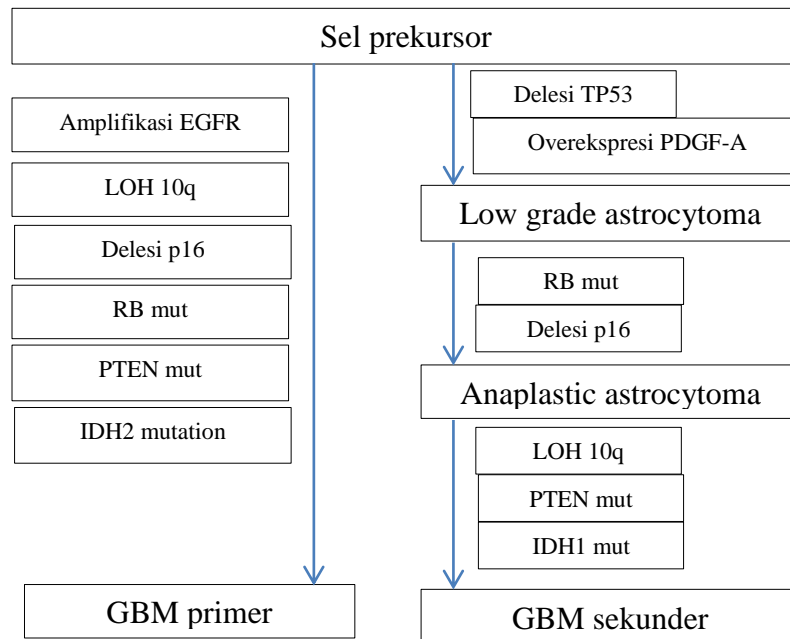 Sel prekursor
Amplifikasi EGFR
LOH 10q
Delesi p16
RB mut
PTEN mut
IDH2 mutation
GBM primer
Delesi TP53
Overekspresi PDGF-A
Low grade astrocytoma
RB mut
Delesi p16
Anaplastic astrocytoma
LOH 10q
PTEN mut
IDH1 mut
GBM sekunder